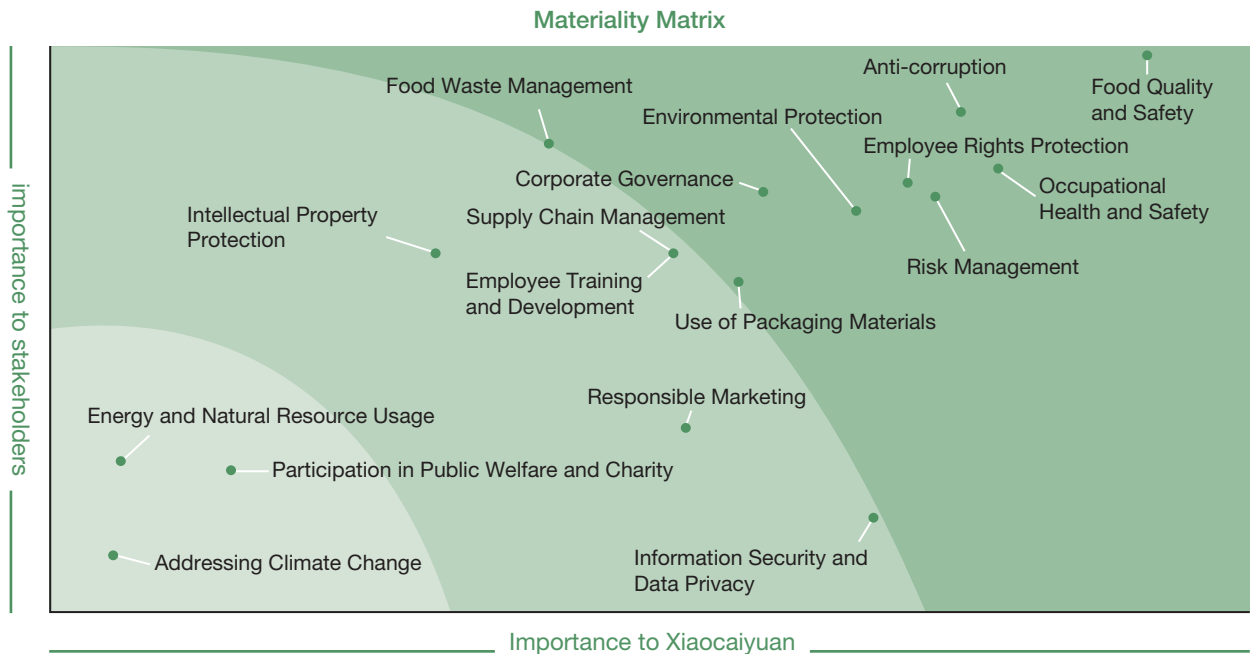 Materiality Matrix
Anti-corruption
Food Quality
and Safety
Food Waste Management
Environmental Protection
Employee Rights Protection
Corporate Governance
Occupational
Health and Safety
Intellectual Property
Protection
Supply Chain Management
Risk Management
Employee Training
and Development
Use of Packaging Materials
Responsible Marketing
Energy and Natural Resource Usage
Participation in Public Welfare and Charity
Addressing Climate Change
Information Security and
Data Privacy
importance to stakeholders
Importance to Xiaocaiyuan